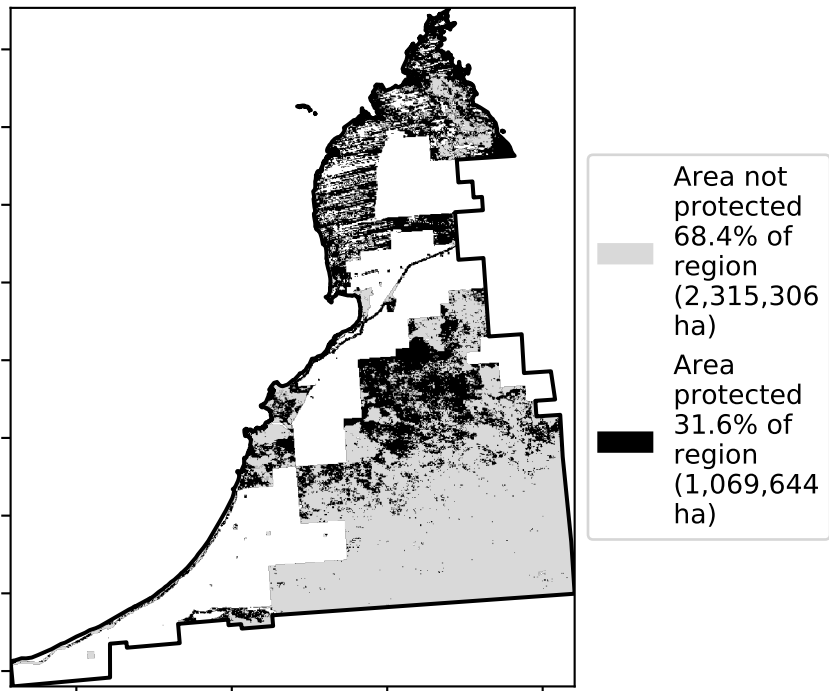 Area not
protected
68.4% of
region
(2,315,306
ha)
Area
protected
31.6% of
region
(1,069,644
ha)